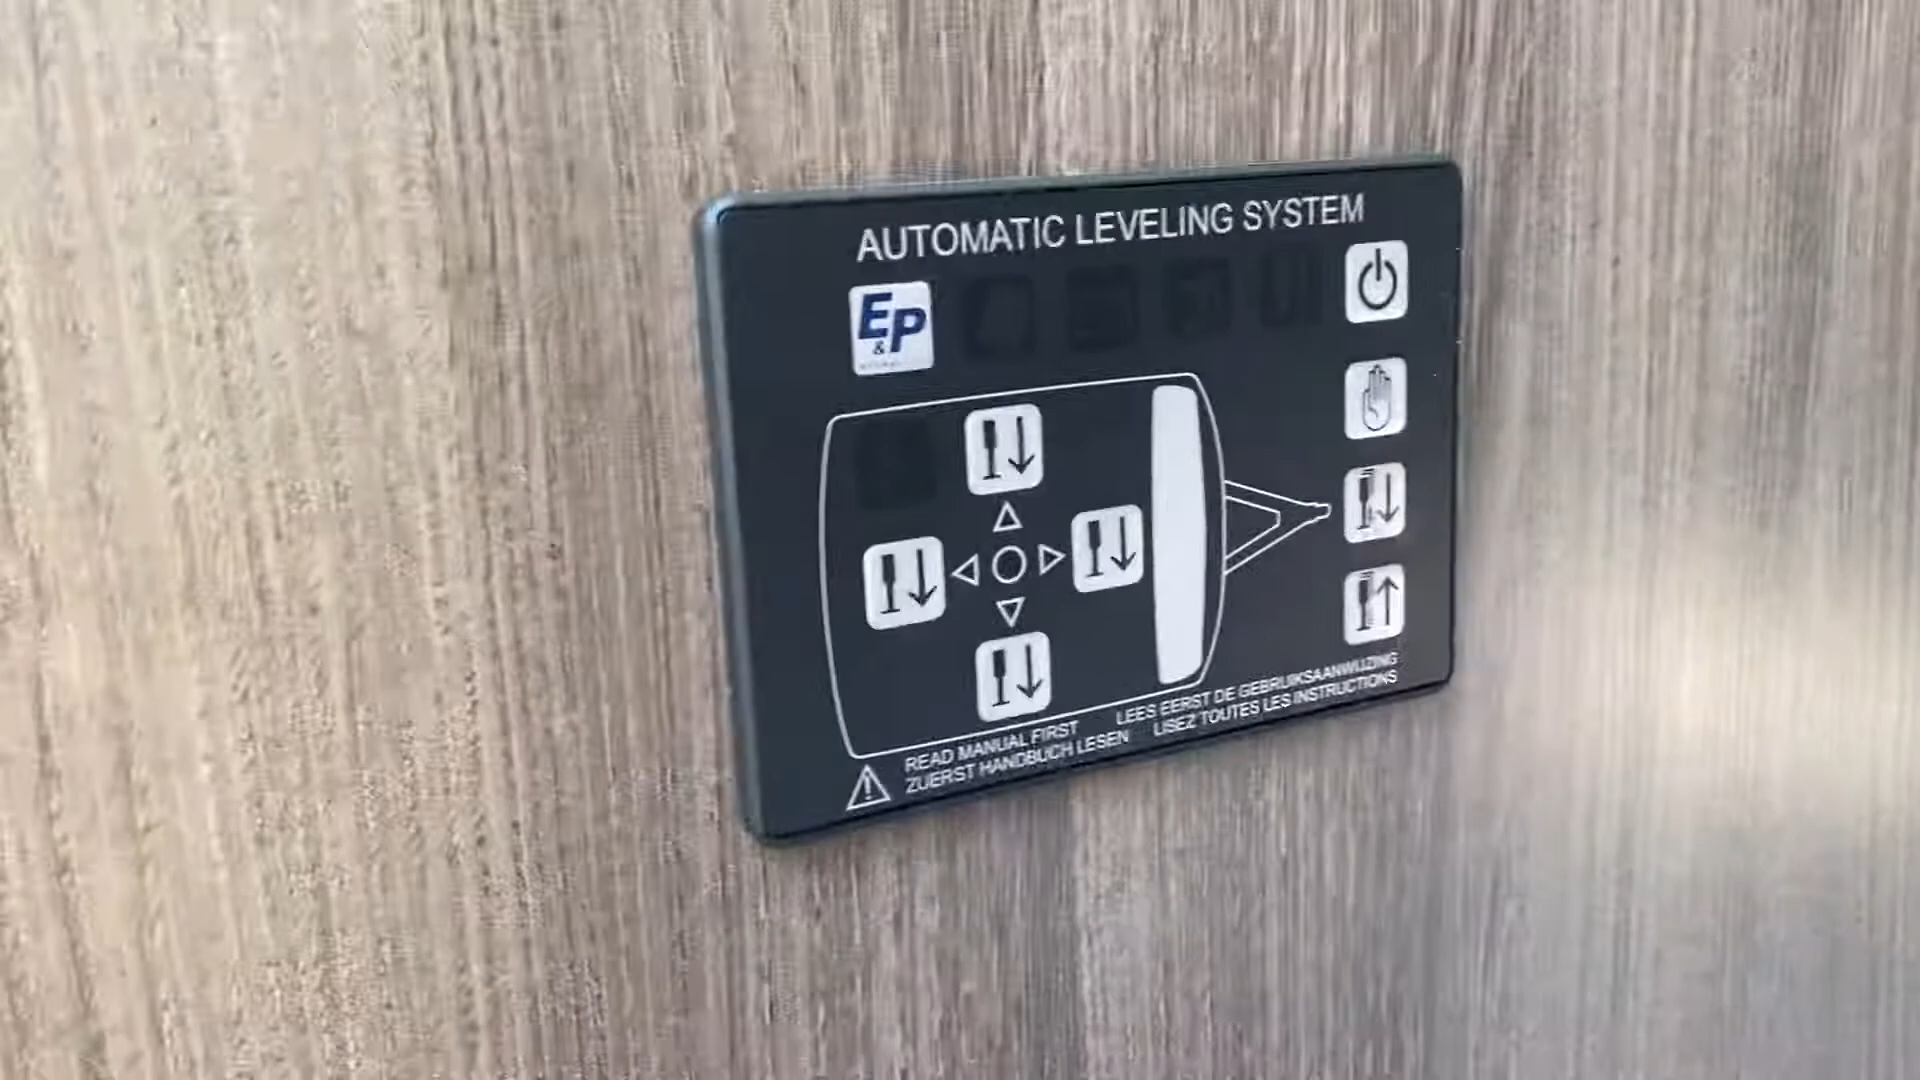 AUTOMATIC LEVELING SYSTEM
E&P
READ MANUAL FIRST
ZUERST HANDBUCH LESEN
LEES EERST DE GEBRUIKSAANWIJZING
LISEZ TOUTES LES INSTRUCTIONS